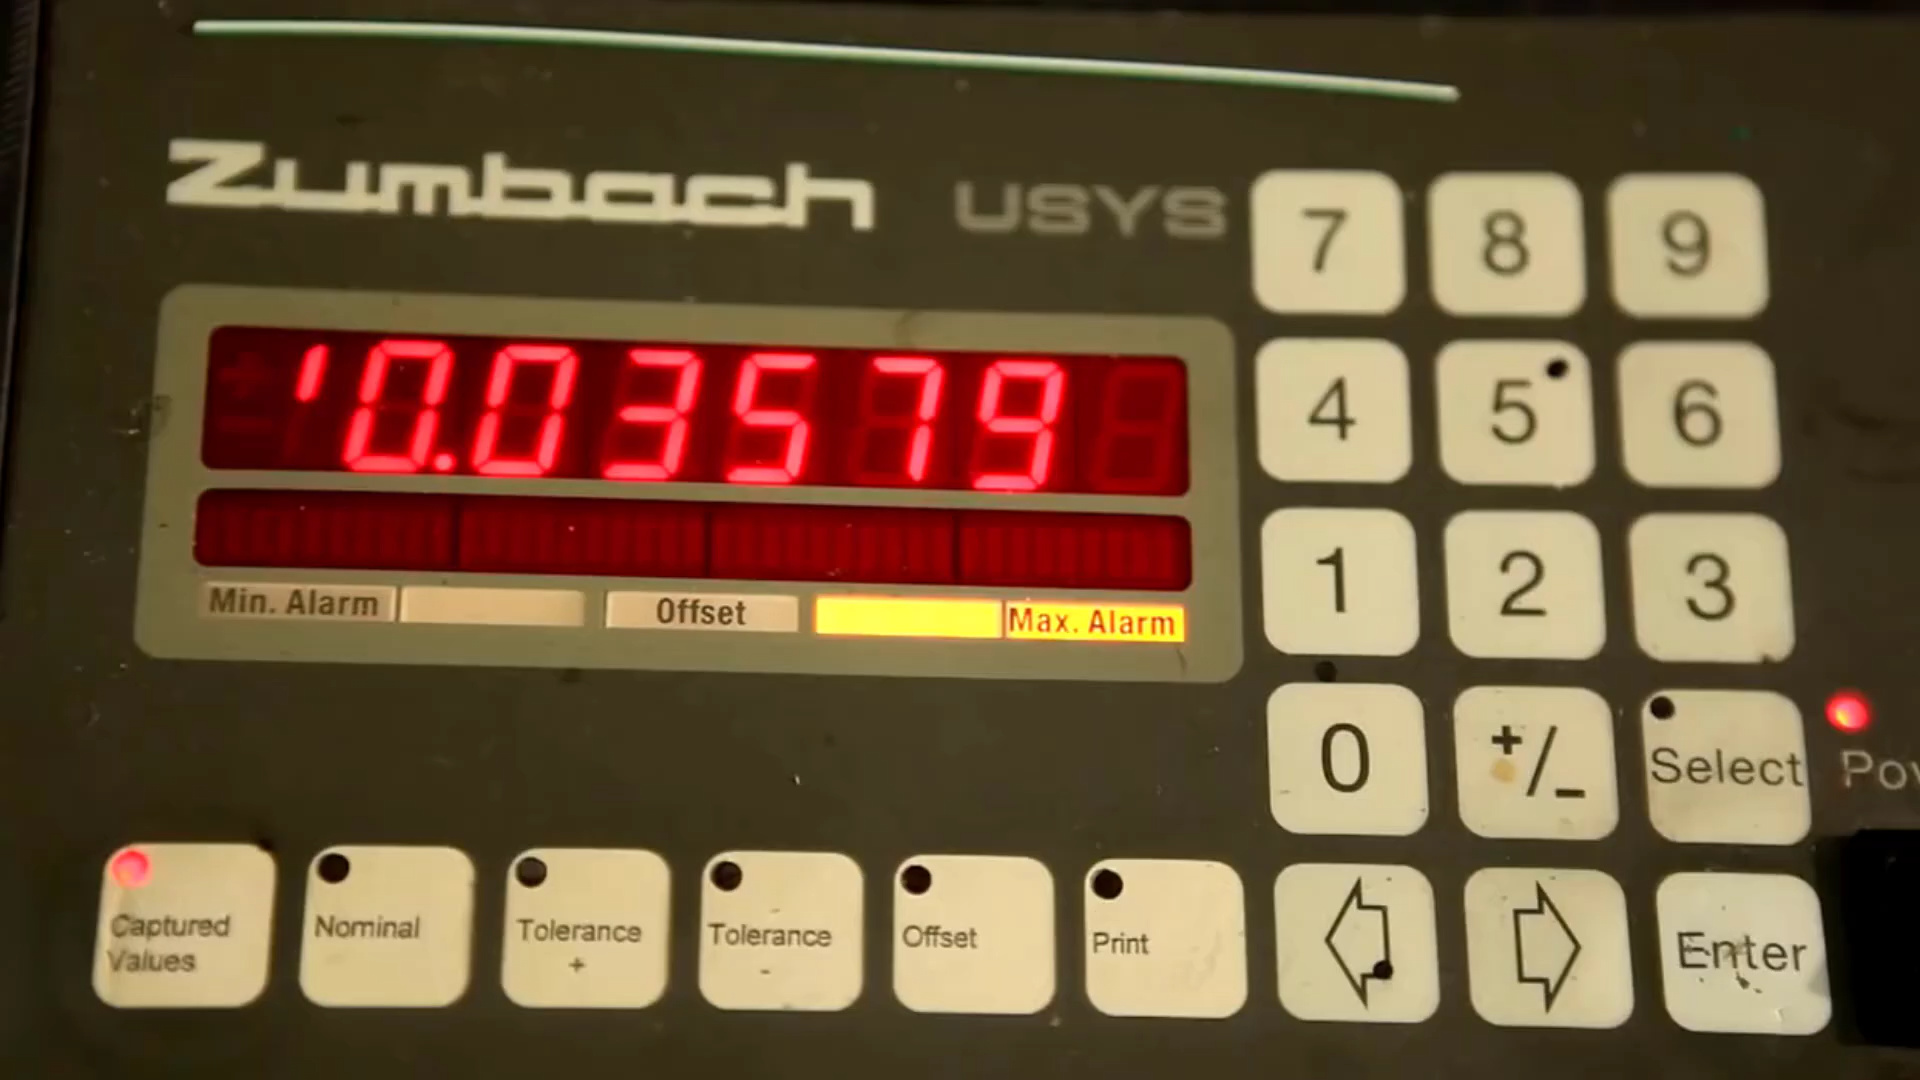 Zumbach USYS
'0.03579
Min. Alarm Offset Max. Alarm
7 8 9
4 5 6
1 2 3
0 +/- Select
Captured Values
Nominal
Tolerance +
Tolerance -
Offset
Print
Enter